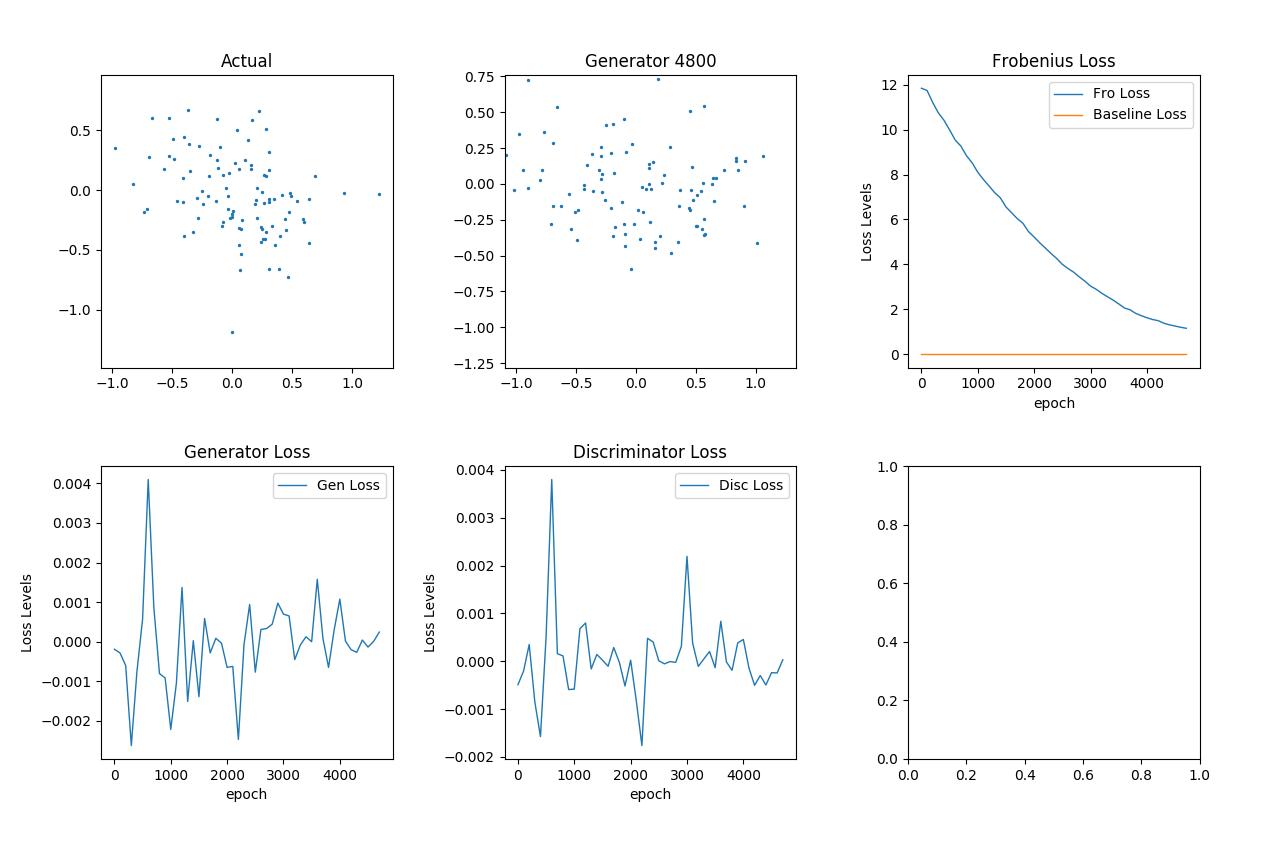 Actual
0.5
0.0
−0.5
−1.0
−1.0 −0.5 0.0 0.5 1.0
Generator 4800
0.75
0.50
0.25
0.00
−0.25
−0.50
−0.75
−1.00
−1.25
−1.0 −0.5 0.0 0.5 1.0
Frobenius Loss
Fro Loss
Baseline Loss
Loss Levels
12
10
8
6
4
2
0
0 1000 2000 3000 4000
epoch
Generator Loss
Gen Loss
Loss Levels
0.004
0.003
0.002
0.001
0.000
−0.001
−0.002
0 1000 2000 3000 4000
epoch
Discriminator Loss
Disc Loss
Loss Levels
0.004
0.003
0.002
0.001
0.000
−0.001
−0.002
0 1000 2000 3000 4000
epoch
1.0
0.8
0.6
0.4
0.2
0.0
0.0 0.2 0.4 0.6 0.8 1.0